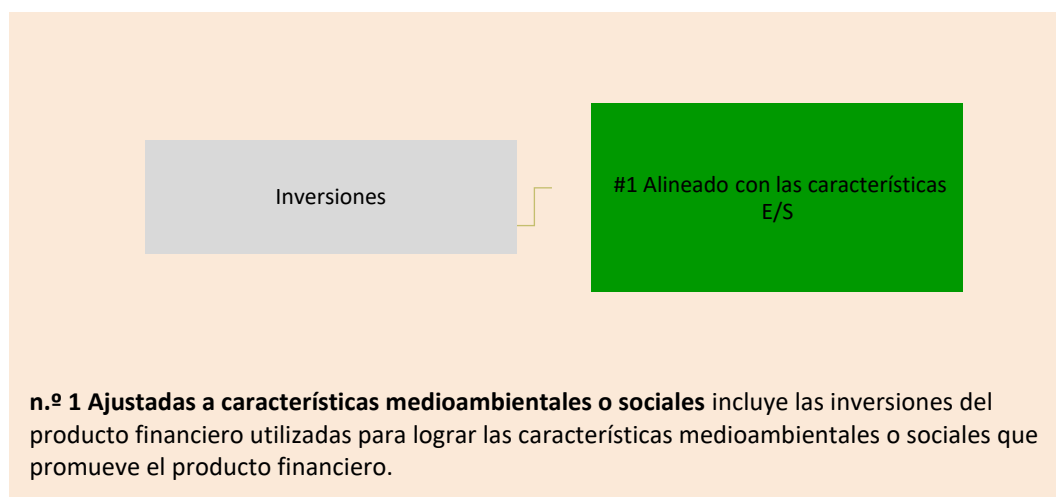 Inversiones
#1 Alineado con las características
E/S
n.º 1 Ajustadas a características medioambientales o sociales incluye las inversiones del
producto financiero utilizadas para lograr las características medioambientales o sociales que
promueve el producto financiero.